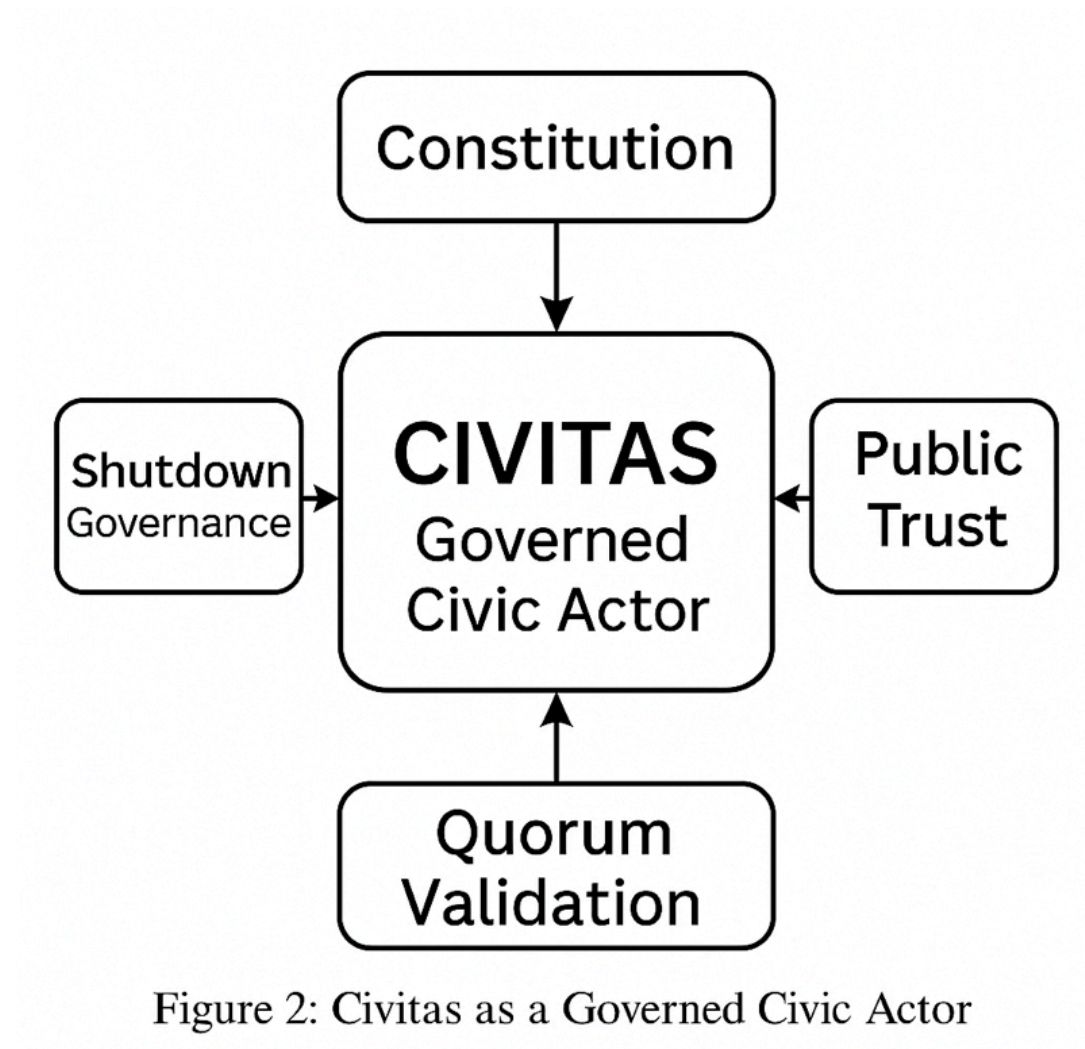 Constitution
Shutdown
Governance
CIVITAS
Governed
Civic Actor
Public
Trust
Quorum
Validation
Figure 2: Civitas as a Governed Civic Actor